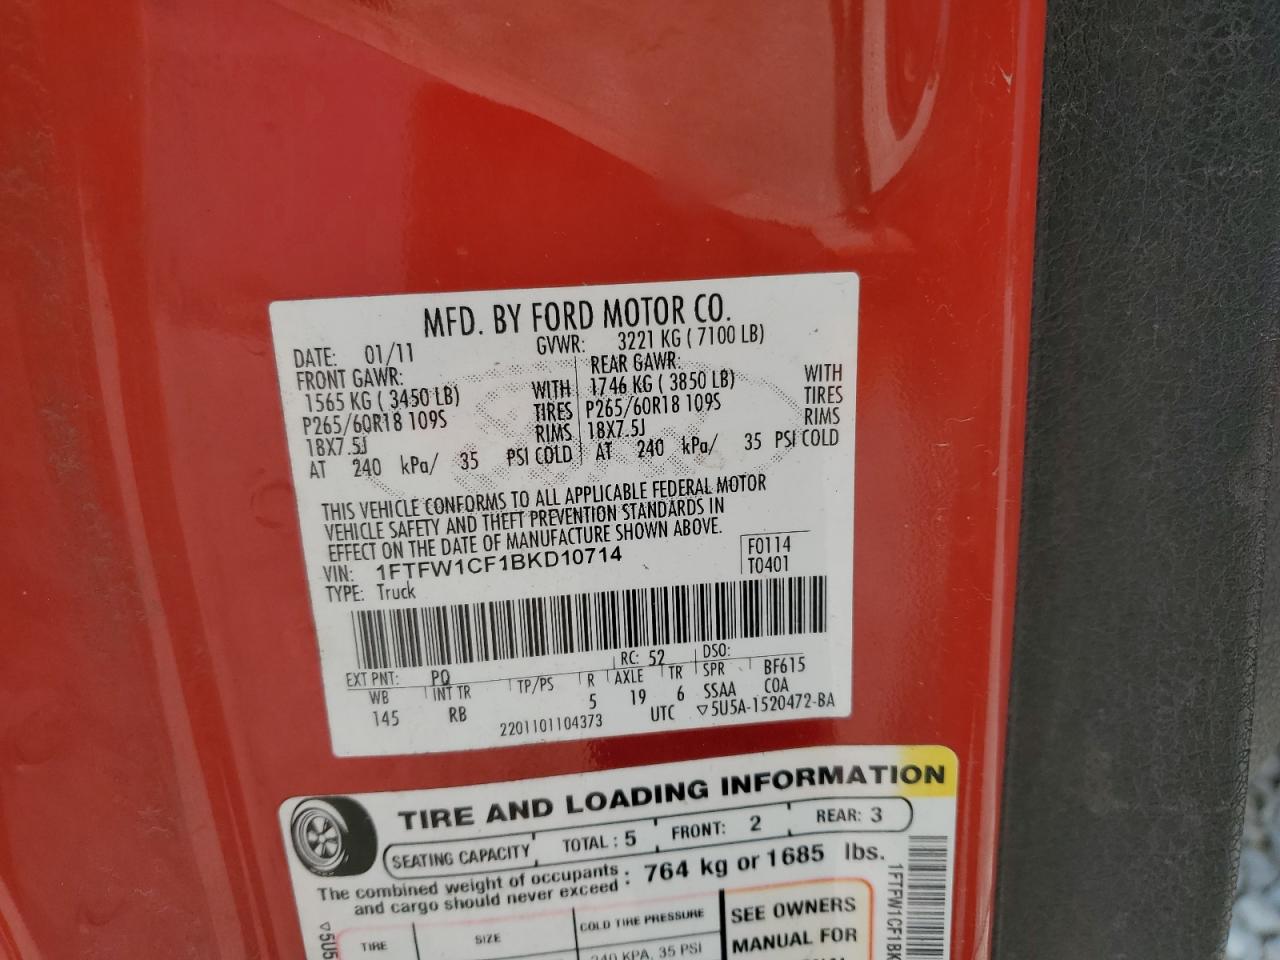 MFD. BY FORD MOTOR CO.
DATE: 01/11 GVWR: 3221 KG ( 7100 LB)
FRONT GAWR: REAR GAWR:
1565 KG ( 3450 LB) WITH 1746 KG ( 3850 LB) WITH
P265/60R18 109S TIRES P265/60R18 109S TIRES
18X7.5J RIMS 18X7.5J RIMS
AT 240 kPa/ 35 PSI COLD AT 240 kPa/ 35 PSI COLD
THIS VEHICLE CONFORMS TO ALL APPLICABLE FEDERAL MOTOR
VEHICLE SAFETY AND THEFT PREVENTION STANDARDS IN
EFFECT ON THE DATE OF MANUFACTURE SHOWN ABOVE.
VIN: 1FTFW1CF1BKD10714 F0114
TYPE: Truck T0401
EXT PNT: PQ RC: 52 DSO:
WB INT TR TP/PS R AXLE TR SPR BF615
145 RB 5 19 6 SSAA COA
2201101104373 UTC ▽5U5A-1520472-BA
TIRE AND LOADING INFORMATION
SEATING CAPACITY TOTAL : 5 FRONT: 2 REAR: 3
The combined weight of occupants and cargo should never exceed : 764 kg or 1685 lbs.
TIRE SIZE COLD TIRE PRESSURE SEE OWNERS
240 KPA, 35 PSI MANUAL FOR
▽5U5
1FTFW1CF1BK